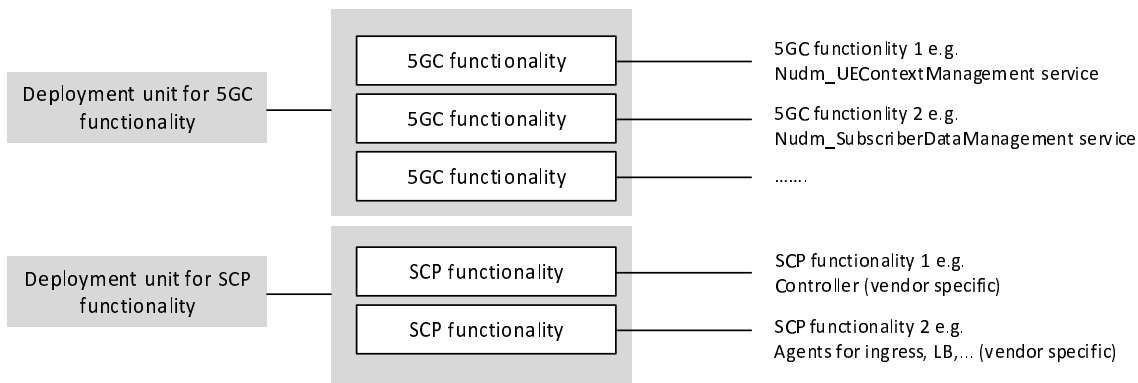 Deployment unit for 5GC
functionality
5GC functionality
5GC functionality
5GC functionality
5GC functionlity 1 e.g.
Nudm_UEContextManagement service
5GC functionality 2 e.g.
Nudm_SubscriberDataManagement service
.......
Deployment unit for SCP
functionality
SCP functionality
SCP functionality
SCP functionality 1 e.g.
Controller (vendor specific)
SCP functionality 2 e.g.
Agents for ingress, LB,... (vendor specific)